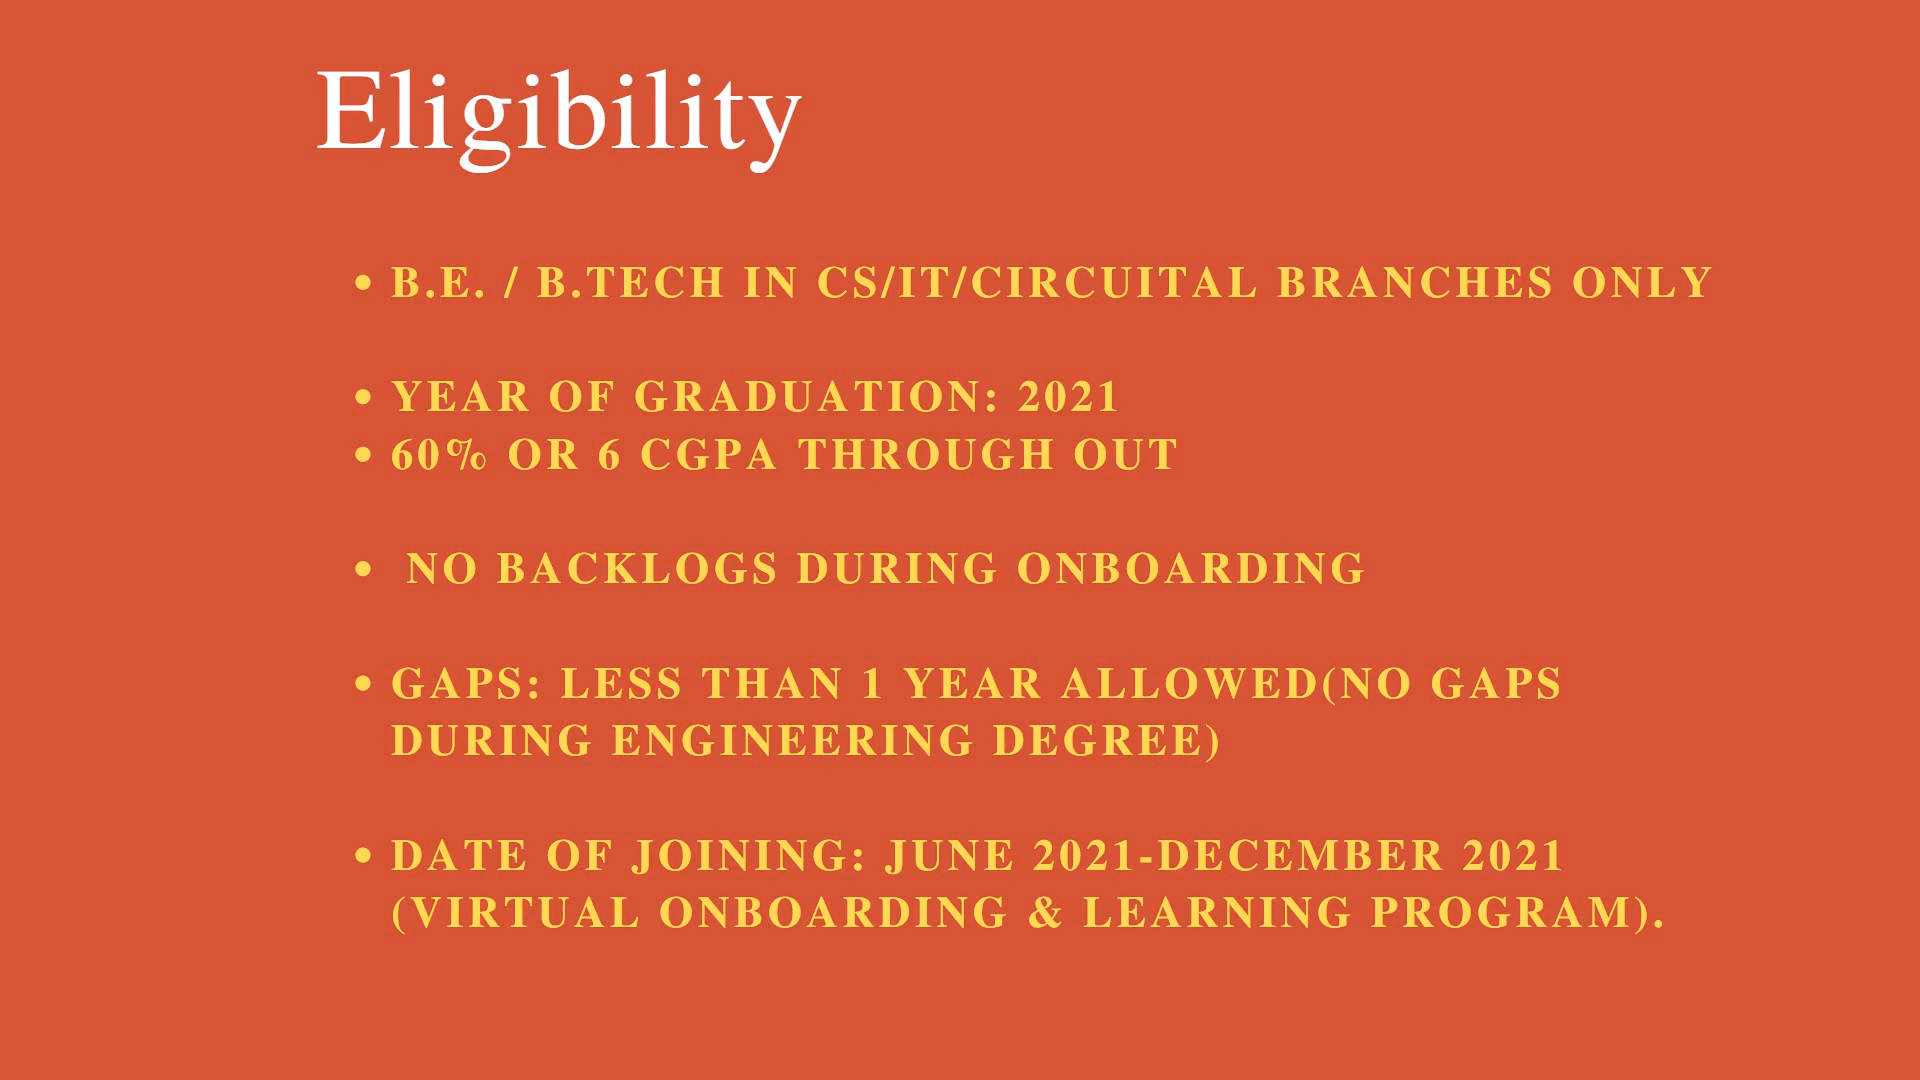 Eligibility
• B.E. / B.TECH IN CS/IT/CIRCUITAL BRANCHES ONLY
• YEAR OF GRADUATION: 2021
• 60% OR 6 CGPA THROUGH OUT
• NO BACKLOGS DURING ONBOARDING
• GAPS: LESS THAN 1 YEAR ALLOWED(NO GAPS
DURING ENGINEERING DEGREE)
• DATE OF JOINING: JUNE 2021-DECEMBER 2021
(VIRTUAL ONBOARDING & LEARNING PROGRAM).